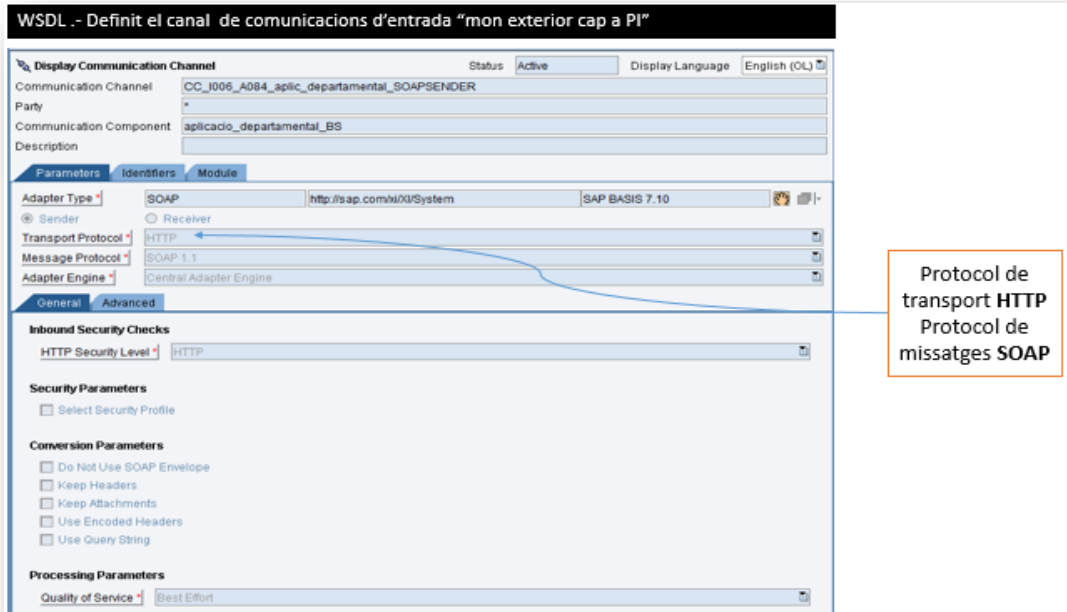 WSDL .- Definit el canal de comunicacions d'entrada “mon exterior cap a PI”
Display Communication Channel Status Active Display Language English (OL)
Communication Channel CC_I006_A084_aplic_departamental_SOAPSENDER
Party *
Communication Component aplicacio_departamental_BS
Description
Parameters Identifiers Module
Adapter Type * SOAP http://sap.com/xi/XI/System SAP BASIS 7.10
Sender Receiver
Transport Protocol * HTTP
Message Protocol * SOAP 1.1
Adapter Engine * Central Adapter Engine
General Advanced
Inbound Security Checks
HTTP Security Level * HTTP
Security Parameters
Select Security Profile
Conversion Parameters
Do Not Use SOAP Envelope
Keep Headers
Keep Attachments
Use Encoded Headers
Use Query String
Processing Parameters
Quality of Service * Best Effort
Protocol de
transport HTTP
Protocol de
missatges SOAP